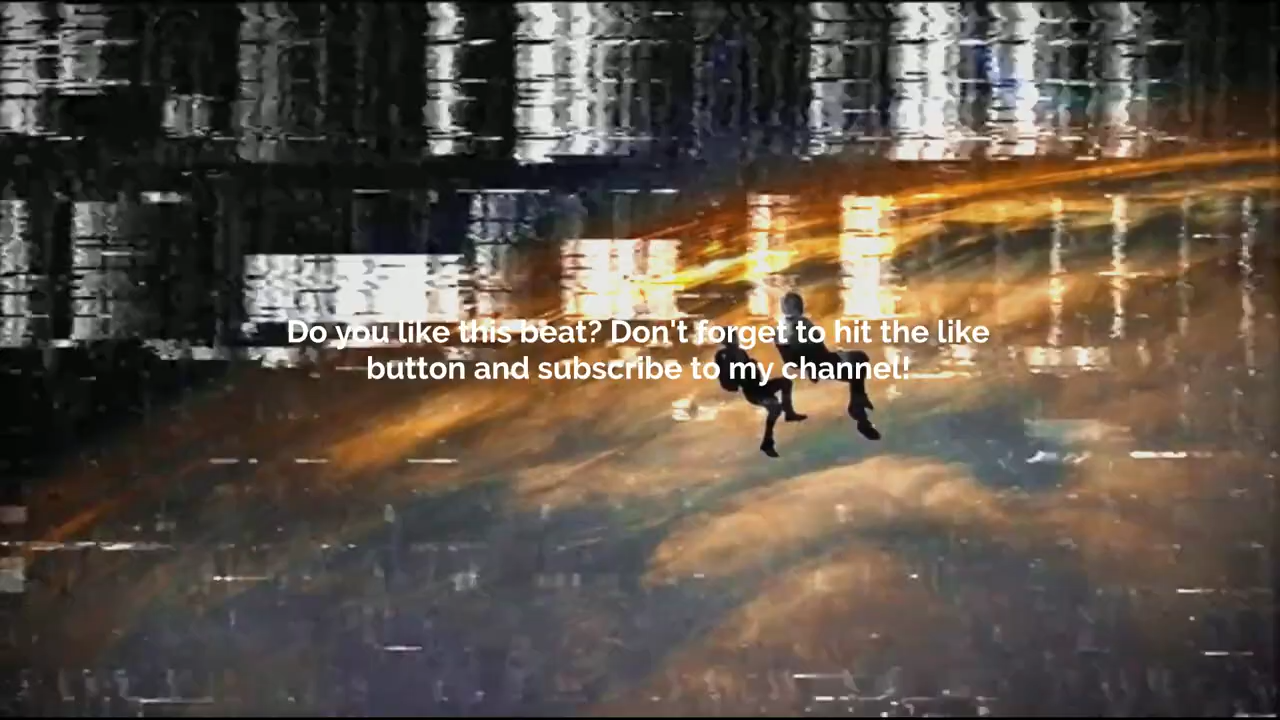 Do you like this beat? Don't forget to hit the like
button and subscribe to my channel!